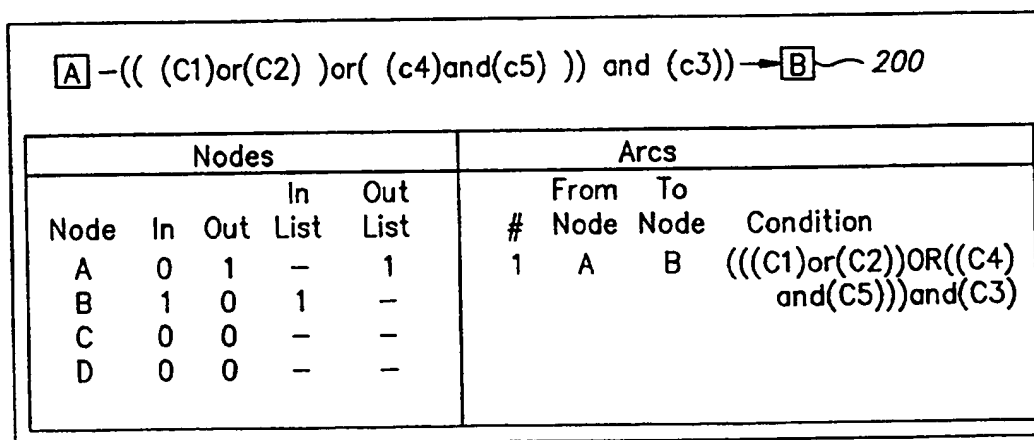 A -(( (C1)or(C2) )or( (c4)and(c5) )) and (c3))→B 200
Nodes Arcs
In Out From To
Node In Out List List # Node Node Condition
A 0 1 – 1 1 A B (((C1)or(C2))OR((C4)
B 1 0 1 – and(C5)))and(C3)
C 0 0 – –
D 0 0 – –